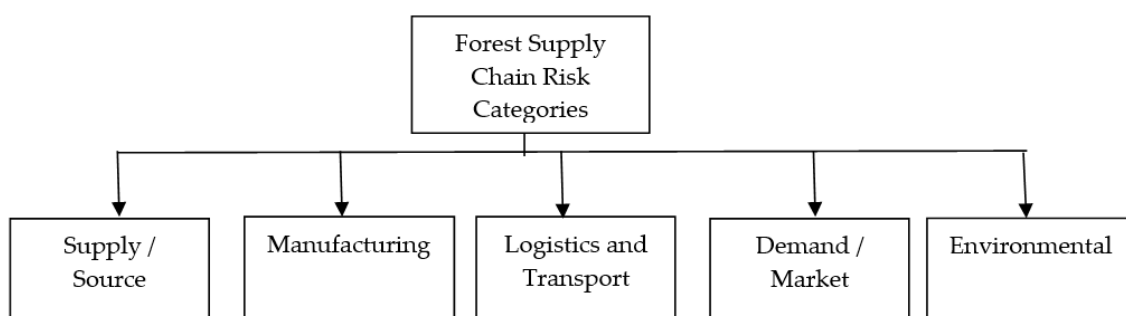 Forest Supply
Chain Risk
Categories
Supply /
Source
Manufacturing
Logistics and
Transport
Demand /
Market
Environmental